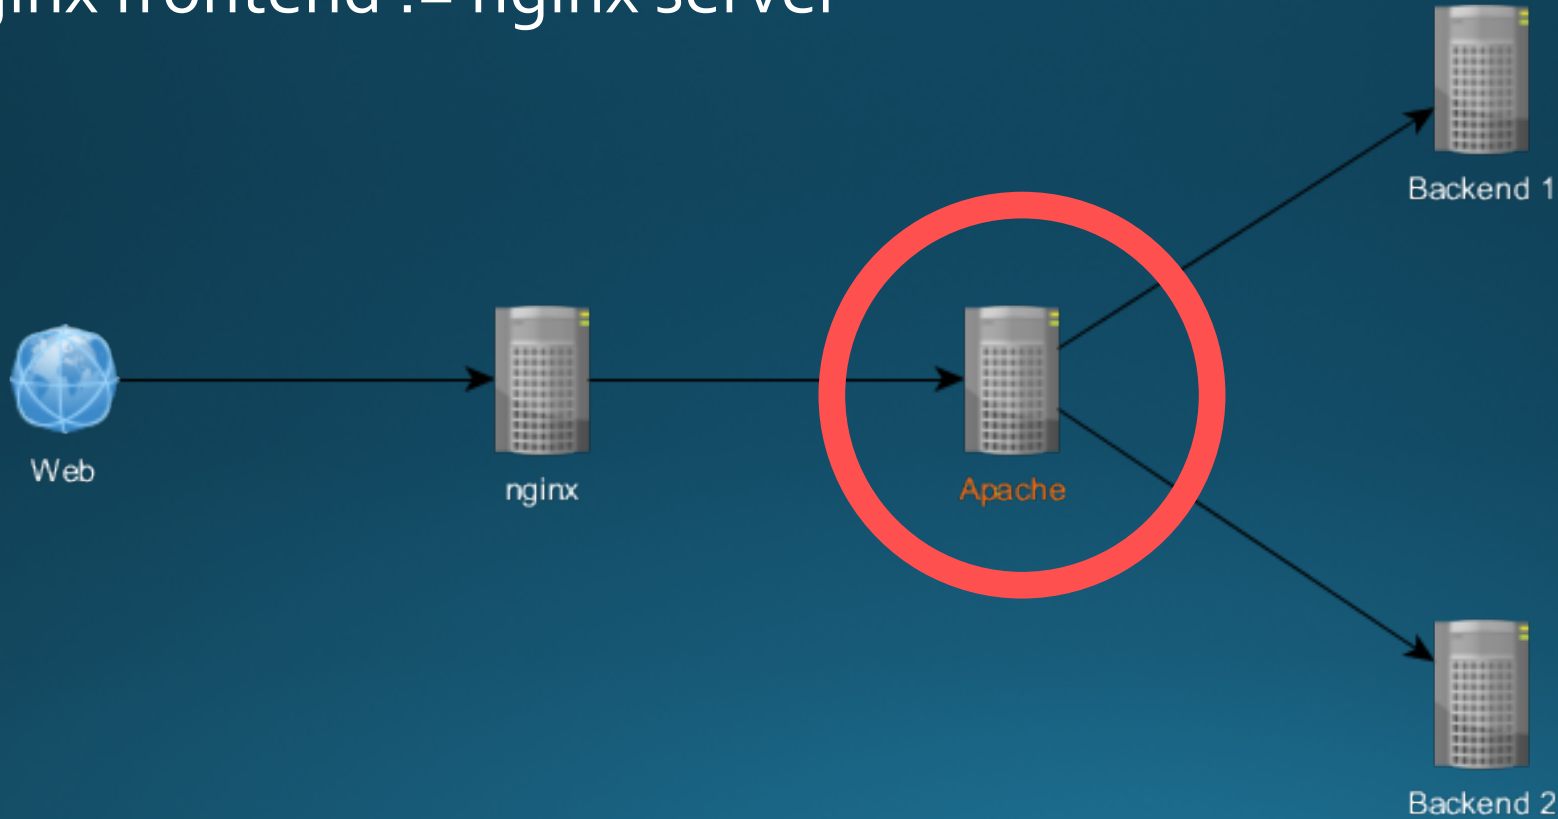 ginx frontend != nginx server
Backend 1
Web
nginx
Apache
Backend 2